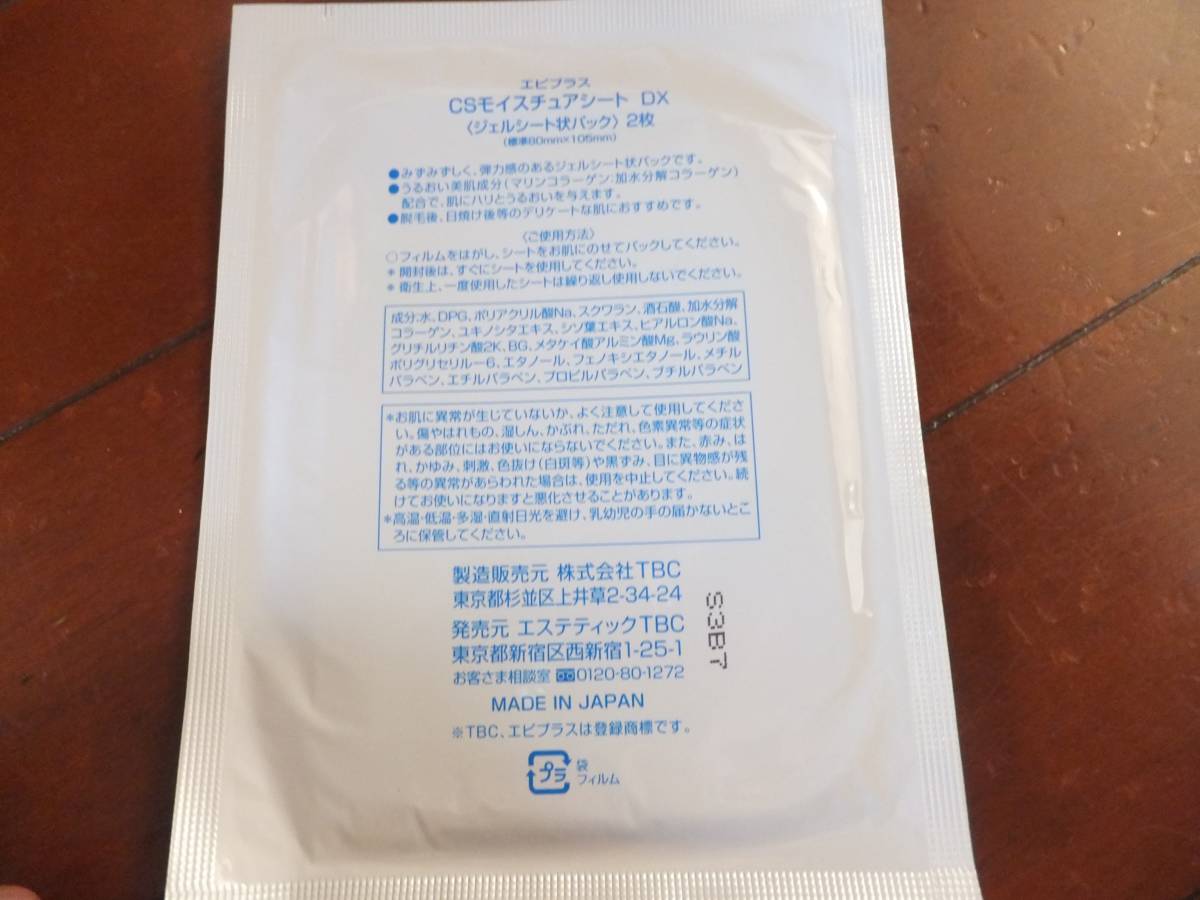 エピプラス
CSモイスチュアシート DX
〈ジェルシート状パック〉2枚
(標準80mm×105mm)
●みずみずしく、弾力感のあるジェルシート状パックです。
●うるおい美肌成分(マリンコラーゲン:加水分解コラーゲン)
配合で、肌にハリとうるおいを与えます。
●脱毛後、日焼け後等のデリケートな肌におすすめです。
〈ご使用方法〉
○フィルムをはがし、シートをお肌にのせてパックしてください。
*開封後は、すぐにシートを使用してください。
*衛生上、一度使用したシートは繰り返し使用しないでください。
成分:水、DPG、ポリアクリル酸Na、スクワラン、酒石酸、加水分解
コラーゲン、ユキノシタエキス、シソ葉エキス、ヒアルロン酸Na、
グリチルリチン酸2K、BG、メタケイ酸アルミン酸Mg、ラウリン酸
ポリグリセリル-6、エタノール、フェノキシエタノール、メチル
パラベン、エチルパラベン、プロピルパラベン、ブチルパラベン
*お肌に異常が生じていないか、よく注意して使用してくださ
い。傷やはれもの、湿しん、かぶれ、ただれ、色素異常等の症状
がある部位にはお使いにならないでください。また、赤み、は
れ、かゆみ、刺激、色抜け(白斑等)や黒ずみ、目に異物感が残
る等の異常があらわれた場合は、使用を中止してください。続
けてお使いになりますと悪化させることがあります。
*高温・低温・多湿・直射日光を避け、乳幼児の手の届かないとこ
ろに保管してください。
製造販売元 株式会社TBC
東京都杉並区上井草2-34-24
発売元 エステティックTBC
東京都新宿区西新宿1-25-1
お客さま相談室 0120-80-1272
MADE IN JAPAN
※TBC、エピプラスは登録商標です。
プラ
袋
フィルム
S3B7